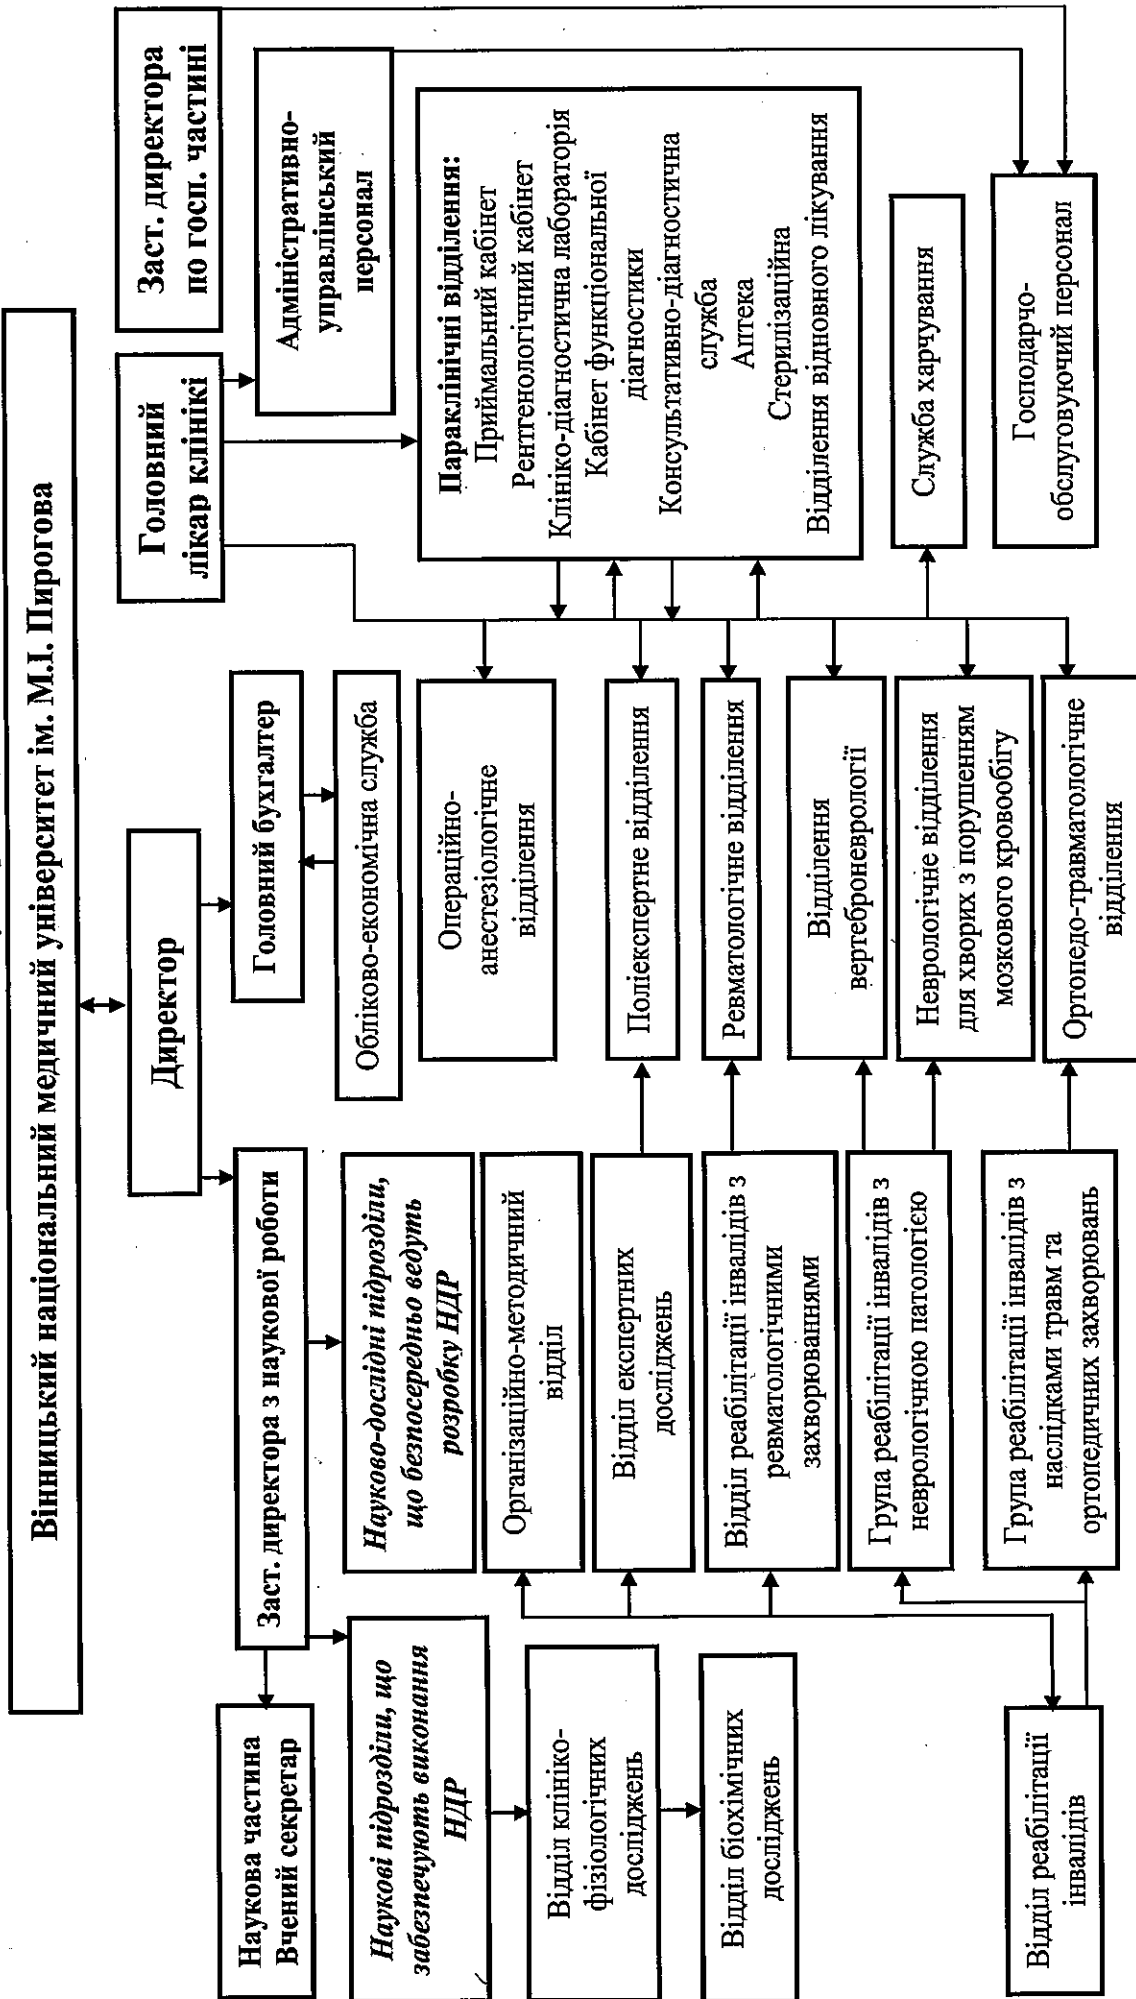 Вінницький національний медичний університет ім. М.І. Пирогова
Директор
Головний
лікар клінікі
Заст. директора
по госп. частині
Наукова частина
Вчений секретар
Заст. директора з наукової роботи
Головний бухгалтер
Адміністративно-
управлінський
персонал
Обліково-економічна служба
Наукові підрозділи, що
забезпечують виконання
НДР
Науково-дослідні підрозділи,
що безпосередньо ведуть
розробку НДР
Відділ клініко-
фізіологічних
досліджень
Відділ біохімічних
досліджень
Відділ реабілітації
інвалідів
Організаційно-методичний
відділ
Відділ експертних
досліджень
Відділ реабілітації інвалідів з
ревматологічними
захворюваннями
Група реабілітації інвалідів з
неврологічною патологією
Група реабілітації інвалідів з
наслідками травм та
ортопедичних захворювань
Операційно-
анестезіологічне
відділення
Поліекспертне відділення
Ревматологічне відділення
Відділення
вертеброневрології
Неврологічне відділення
для хворих з порушенням
мозкового кровообігу
Ортопедо-травматологічне
відділення
Параклінічні відділення:
Приймальний кабінет
Рентгенологічний кабінет
Клініко-діагностична лабораторія
Кабінет функціональної
діагностики
Консультативно-діагностична
служба
Аптека
Стерилізаційна
Відділення відновного лікування
Служба харчування
Господарчо-
обслуговуючий персонал